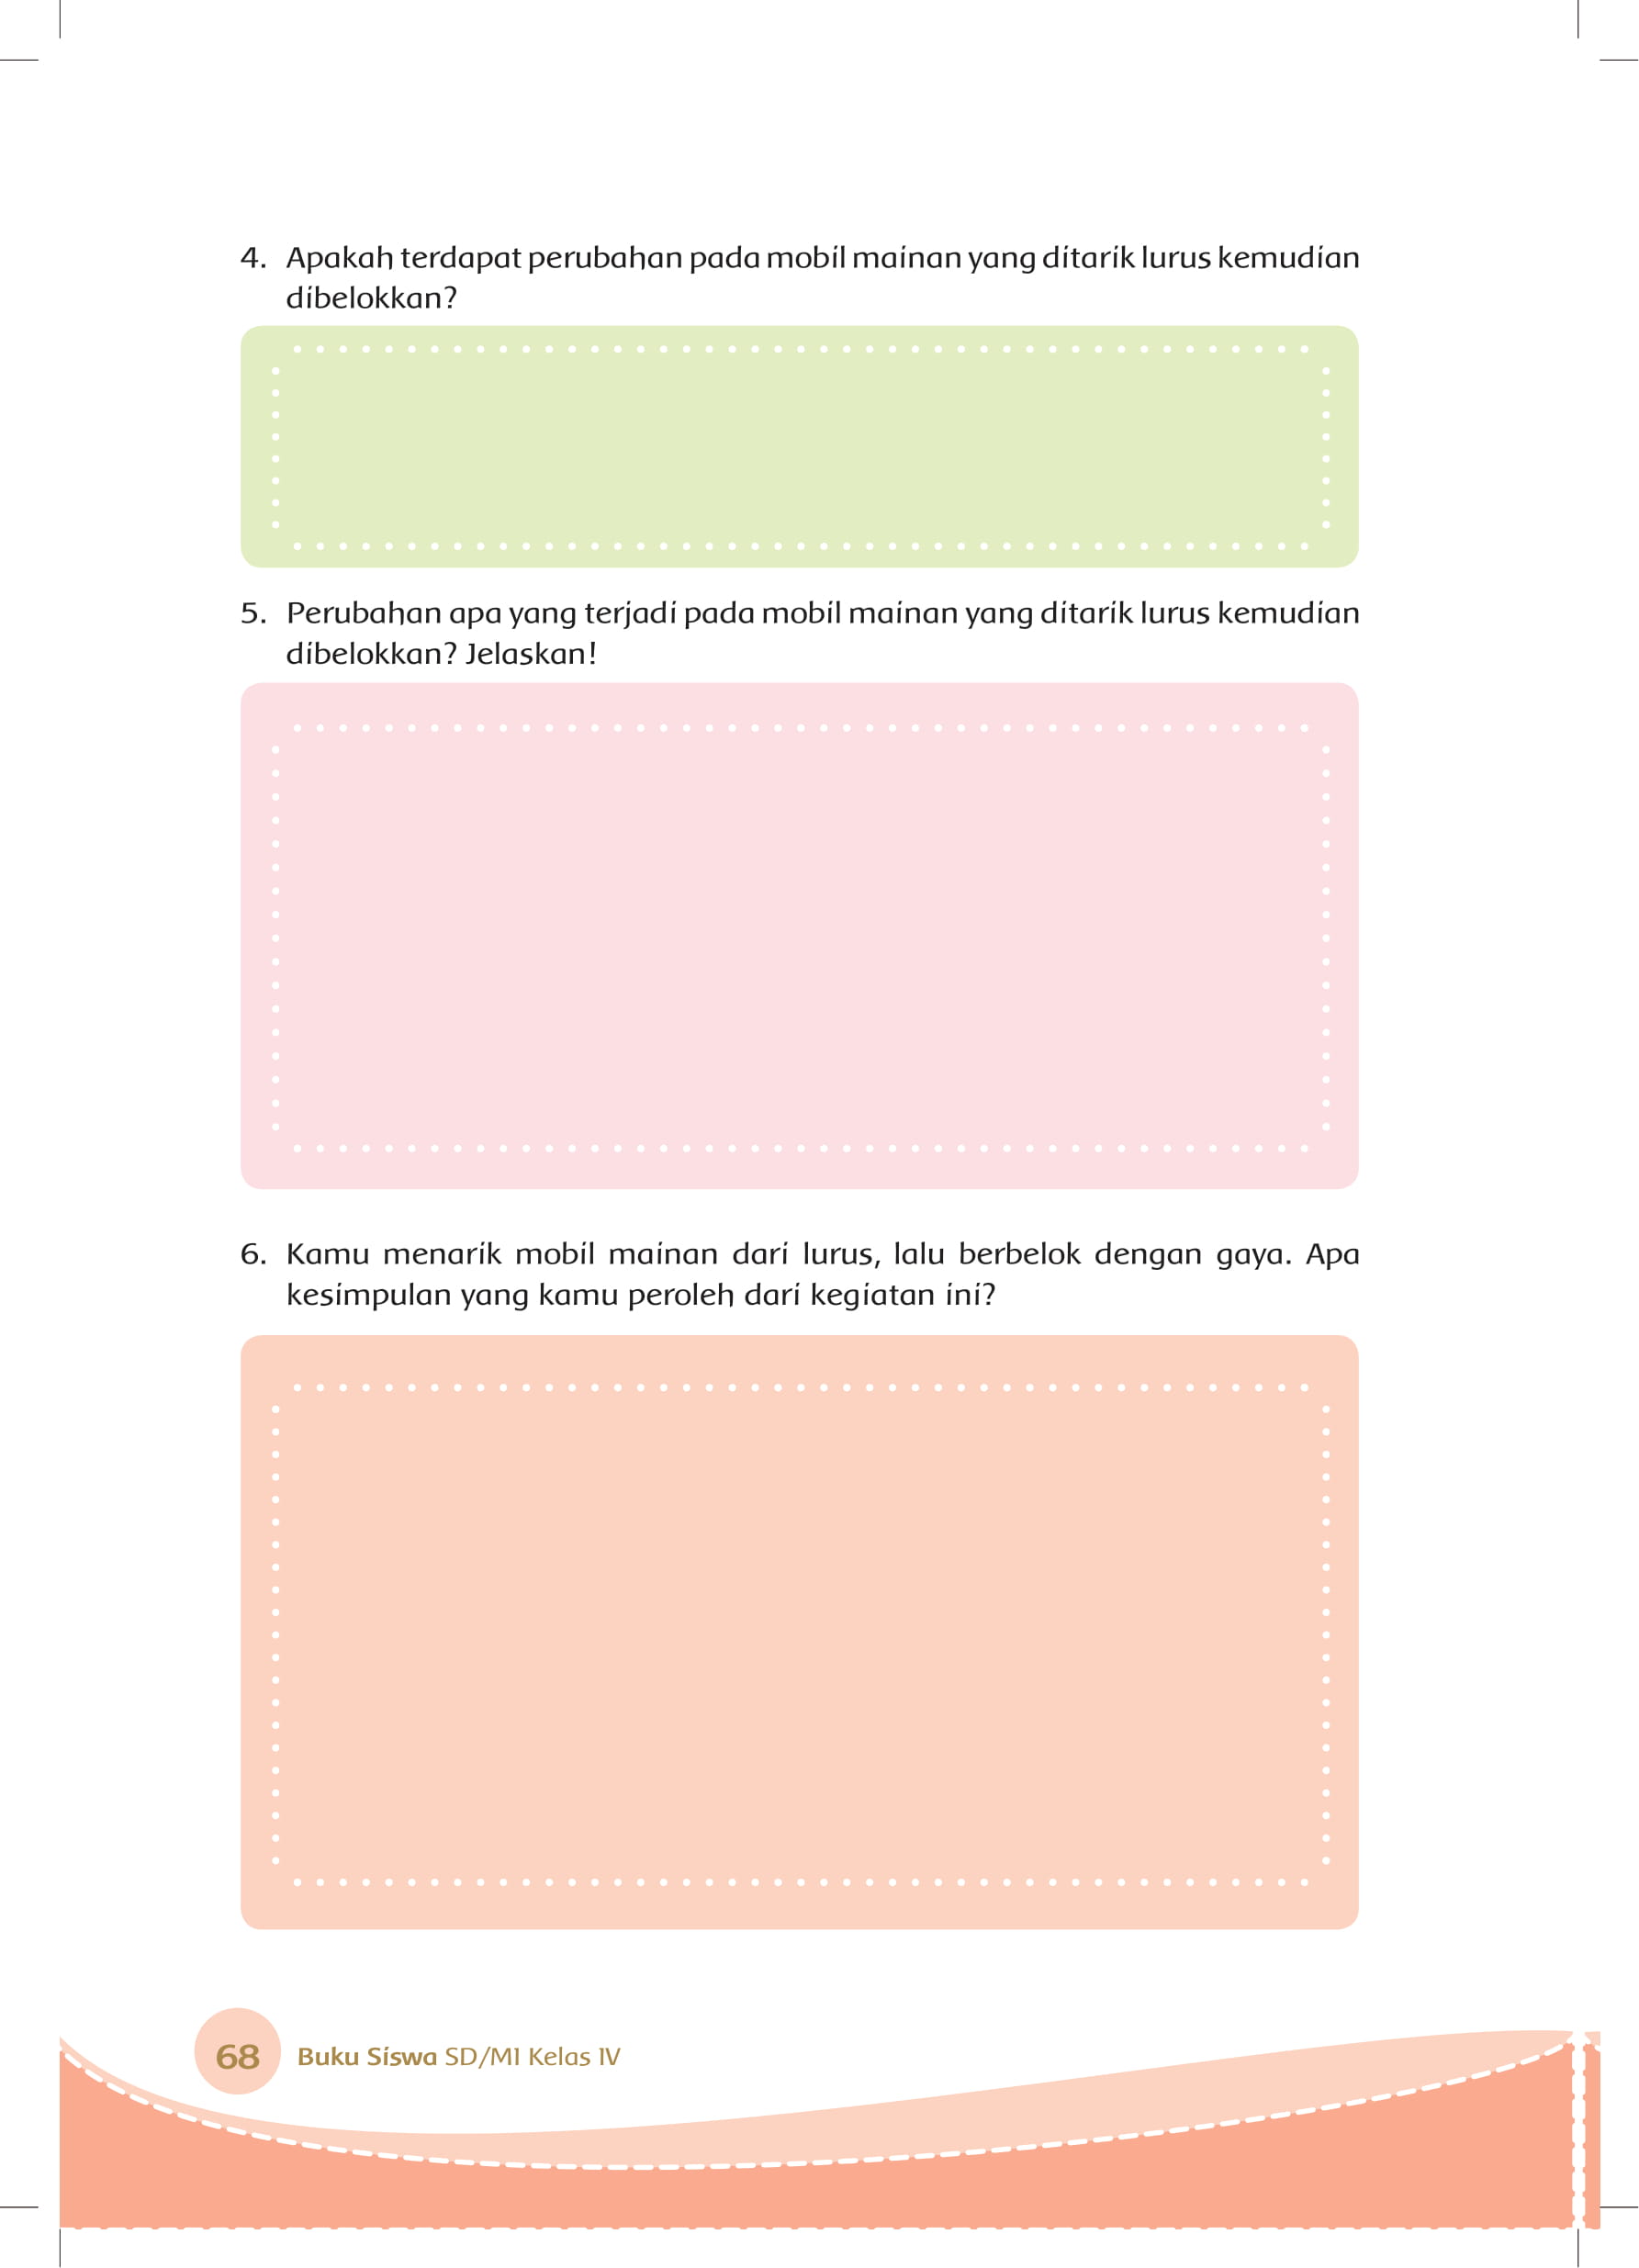 4. Apakah terdapat perubahan pada mobil mainan yang ditarik lurus kemudian
dibelokkan?
5. Perubahan apa yang terjadi pada mobil mainan yang ditarik lurus kemudian
dibelokkan? Jelaskan!
6. Kamu menarik mobil mainan dari lurus, lalu berbelok dengan gaya. Apa
kesimpulan yang kamu peroleh dari kegiatan ini?
68 Buku Siswa SD/MI Kelas IV